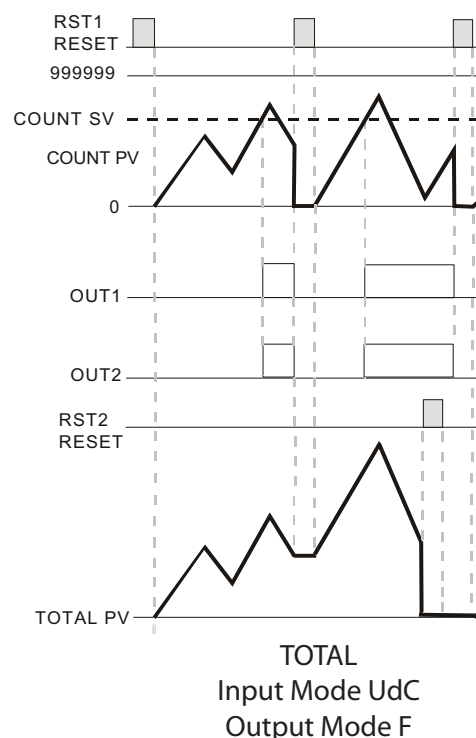 RST1
RESET
999999
COUNT SV
COUNT PV
0
OUT1
OUT2
RST2
RESET
TOTAL PV
TOTAL
Input Mode UdC
Output Mode F